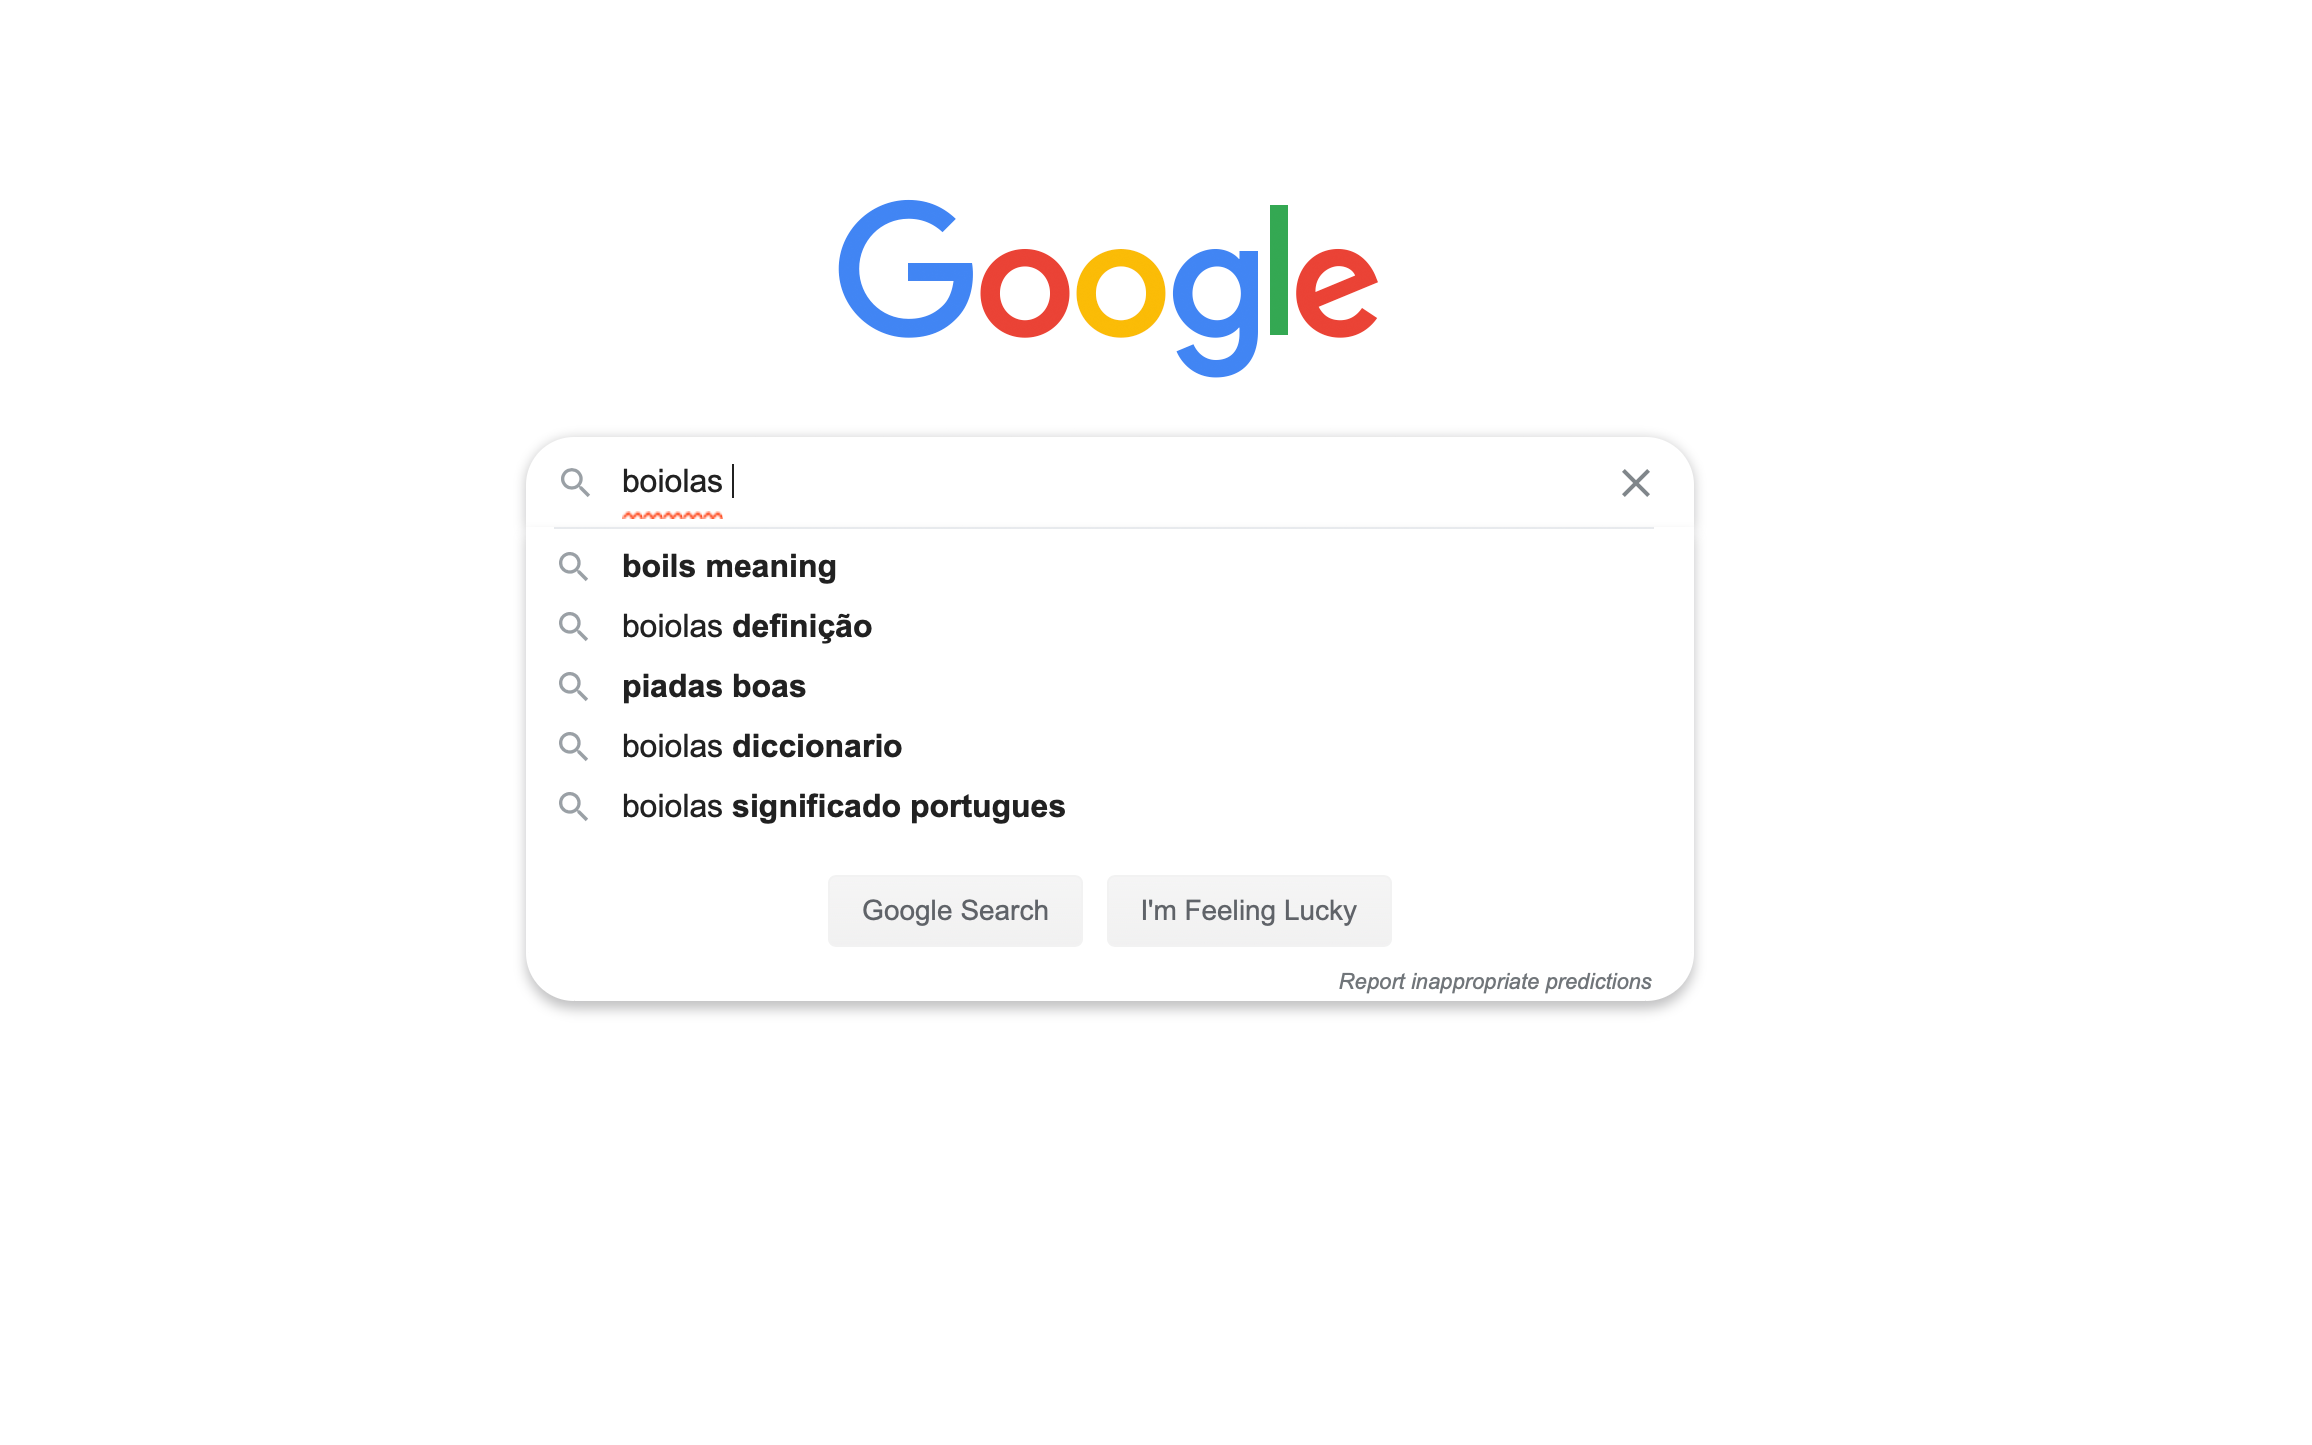 Google
boiolas
boils meaning
boiolas definição
piadas boas
boiolas diccionario
boiolas significado portugues
Google Search I'm Feeling Lucky
Report inappropriate predictions